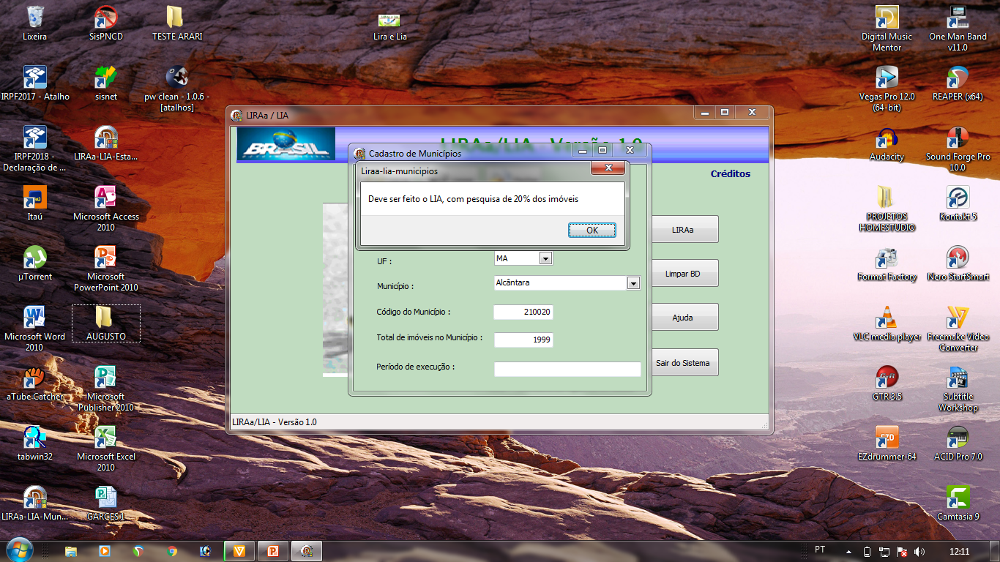 Lixeira
SisPNCD
TESTE ARARI
Lira e Lia
Digital Music
Mentor
One Man Band
v11.0
IRPF2017 - Atalho
sisnet
pw clean - 1.0.6 -
[atalhos]
Vegas Pro 12.0
(64-bit)
REAPER (x64)
IRPF2018 -
Declaração de ...
LIRAa-LIA-Esta...
Audacity
Sound Forge Pro
10.0
Itaú
Microsoft Access
2010
PROJETOS
HOMESTUDIO
Kontakt 5
µTorrent
Microsoft
PowerPoint 2010
Format Factory
Nero StartSmart
Microsoft Word
2010
AUGUSTO
VLC media player
Freemake Video
Converter
aTube Catcher
Microsoft
Publisher 2010
GTR 3.5
Subtitle
Workshop
tabwin32
Microsoft Excel
2010
EZD
EZdrummer-64
ACID Pro 7.0
LIRAa-LIA-Mun...
GARCES 1
Camtasia 9
LIRAa / LIA
BRASIL
LIRAa/LIA - Versão 1.0
Créditos
Cadastro de Municípios
Liraa-lia-municipios
Deve ser feito o LIA, com pesquisa de 20% dos imóveis
OK
UF :
MA
Município :
Alcântara
Código do Município :
210020
Total de imóveis no Município :
1999
Período de execução :
LIRAa
Limpar BD
Ajuda
Sair do Sistema
LIRAa/LIA - Versão 1.0
PT
12:11